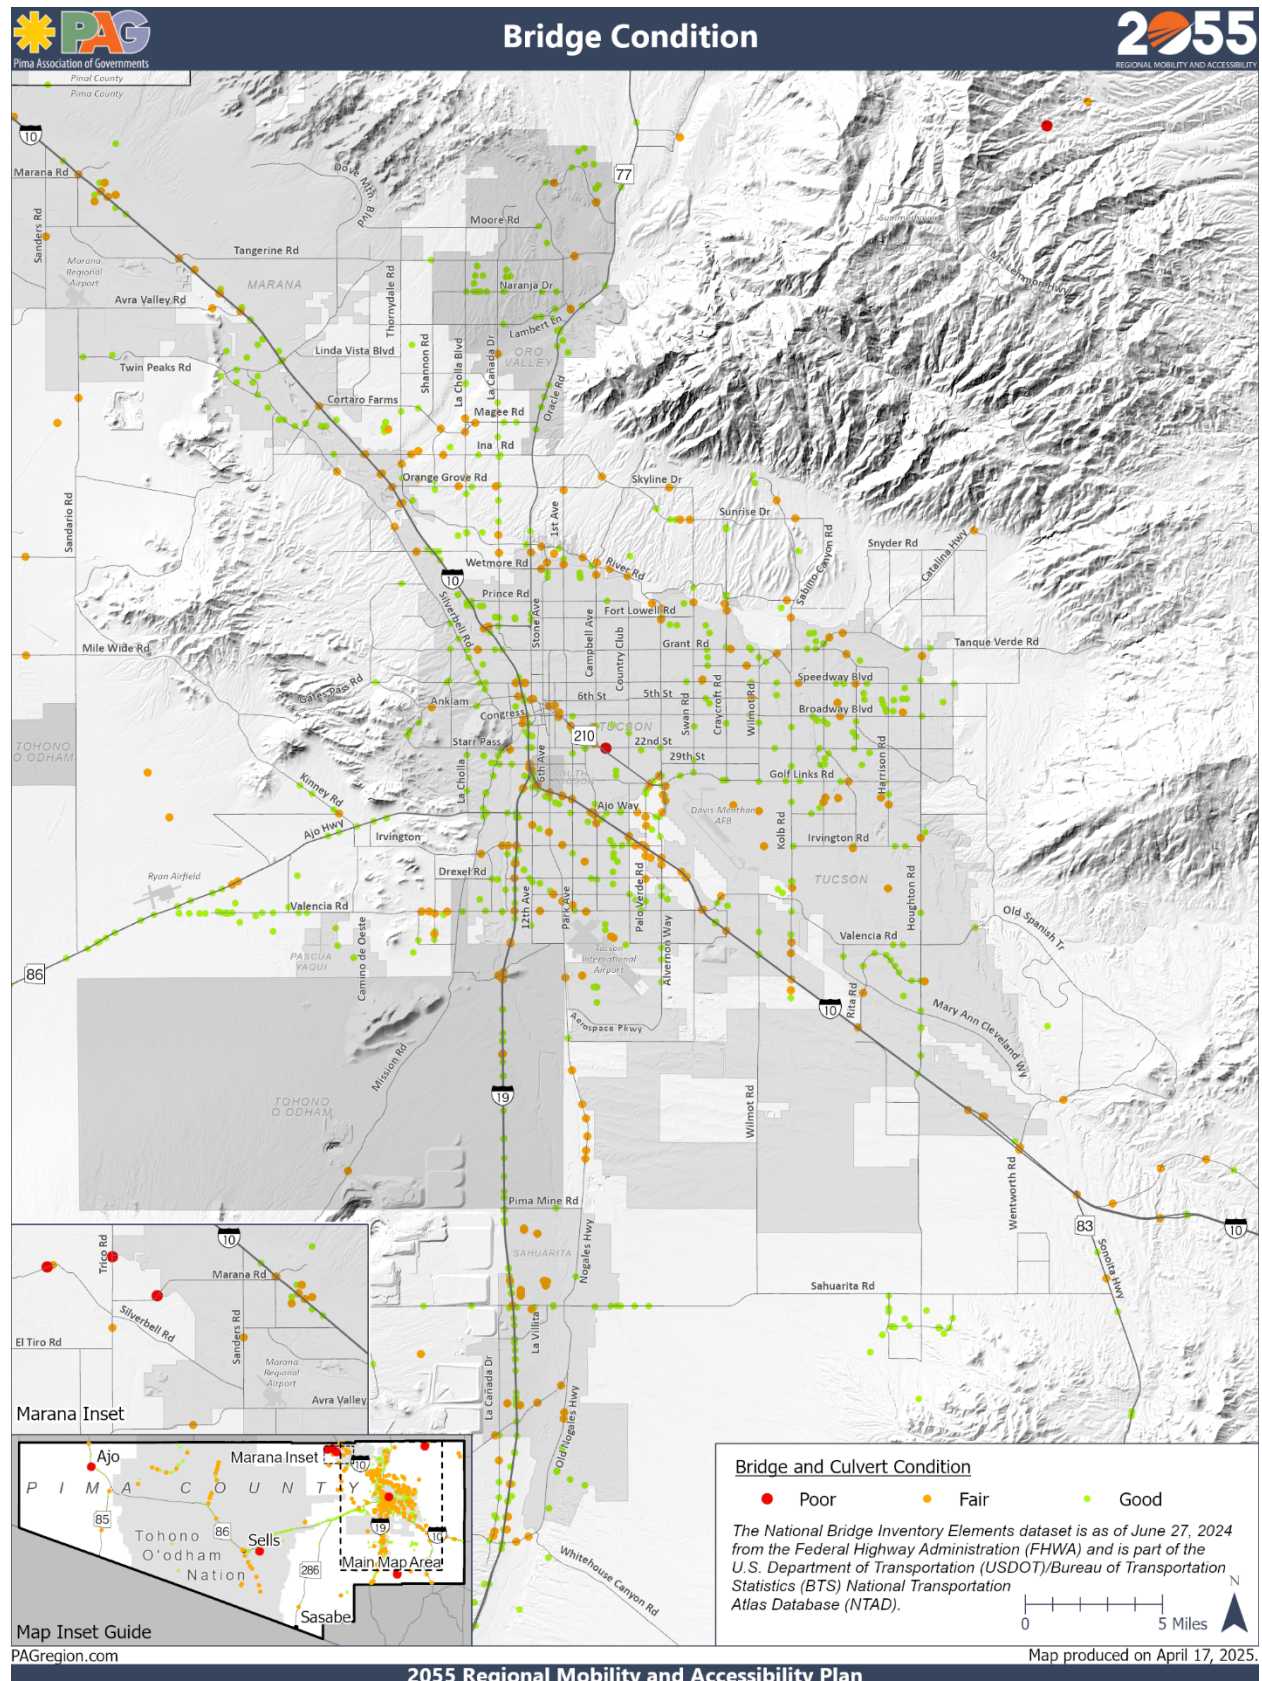 PAG
Pima Association of Governments
Bridge Condition
2055
REGIONAL MOBILITY AND ACCESSIBILITY
Pinal County
Pima County
10
77
Marana Rd
Dove Mtn. Blvd
Sanders Rd
Moore Rd
Summerhaven
Tangerine Rd
Marana
Regional
Airport
MARANA
Mt Lemmon Hwy
Avra Valley Rd
Thornydale Rd
Naranja Dr
Lambert Ln
Linda Vista Blvd
Shannon Rd
La Cholla Blvd
La Cañada Dr
ORO
VALLEY
Twin Peaks Rd
Oracle Rd
Cortaro Farms
Magee Rd
Ina Rd
Orange Grove Rd
Skyline Dr
Sandario Rd
1st Ave
Sunrise Dr
Sabino Canyon Rd
Snyder Rd
Catalina Hwy
Wetmore Rd
River Rd
10
Silverbell Rd
Prince Rd
Stone Ave
Fort Lowell Rd
Campbell Ave
Country Club
Mile Wide Rd
Grant Rd
Tanque Verde Rd
Gates Pass Rd
Speedway Blvd
6th St
5th St
Anklam
Congress
Swan Rd
Craycroft Rd
Wilmot Rd
Broadway Blvd
TUCSON
TOHONO
O ODHAM
Starr Pass
210
22nd St
6th Ave
29th St
Harrison Rd
La Cholla
Golf Links Rd
Kinney Rd
Ajo Way
Davis-Monthan
AFB
Ajo Hwy
Irvington
Kolb Rd
Irvington Rd
Ryan Airfield
Drexel Rd
Palo Verde Rd
TUCSON
Houghton Rd
Valencia Rd
12th Ave
Park Ave
Old Spanish Tr
Camino de Oeste
Alvernon Way
Valencia Rd
PASCUA
YAQUI
Tucson
International
Airport
86
Rita Rd
10
Mary Ann Cleveland Wy
Aerospace Pkwy
Mission Rd
19
TOHONO
O ODHAM
Wilmot Rd
Wentworth Rd
Pima Mine Rd
83
10
SAHUARITA
Nogales Hwy
Sonoita Hwy
Sahuarita Rd
La Villita
La Cañada Dr
Old Nogales Hwy
Whitehouse Canyon Rd
Trico Rd
10
Marana Rd
Silverbell Rd
Sanders Rd
El Tiro Rd
Marana
Regional
Airport
Avra Valley
Marana Inset
Ajo
Marana Inset
10
PIMA COUNTY
85
86
19
10
Tohono
O'odham
Nation
Sells
286
Main Map Area
Sasabe
Map Inset Guide
Bridge and Culvert Condition
Poor Fair Good
The National Bridge Inventory Elements dataset is as of June 27, 2024
from the Federal Highway Administration (FHWA) and is part of the
U.S. Department of Transportation (USDOT)/Bureau of Transportation
Statistics (BTS) National Transportation
Atlas Database (NTAD).
N
0 5 Miles
PAGregion.com
Map produced on April 17, 2025.
2055 Regional Mobility and Accessibility Plan